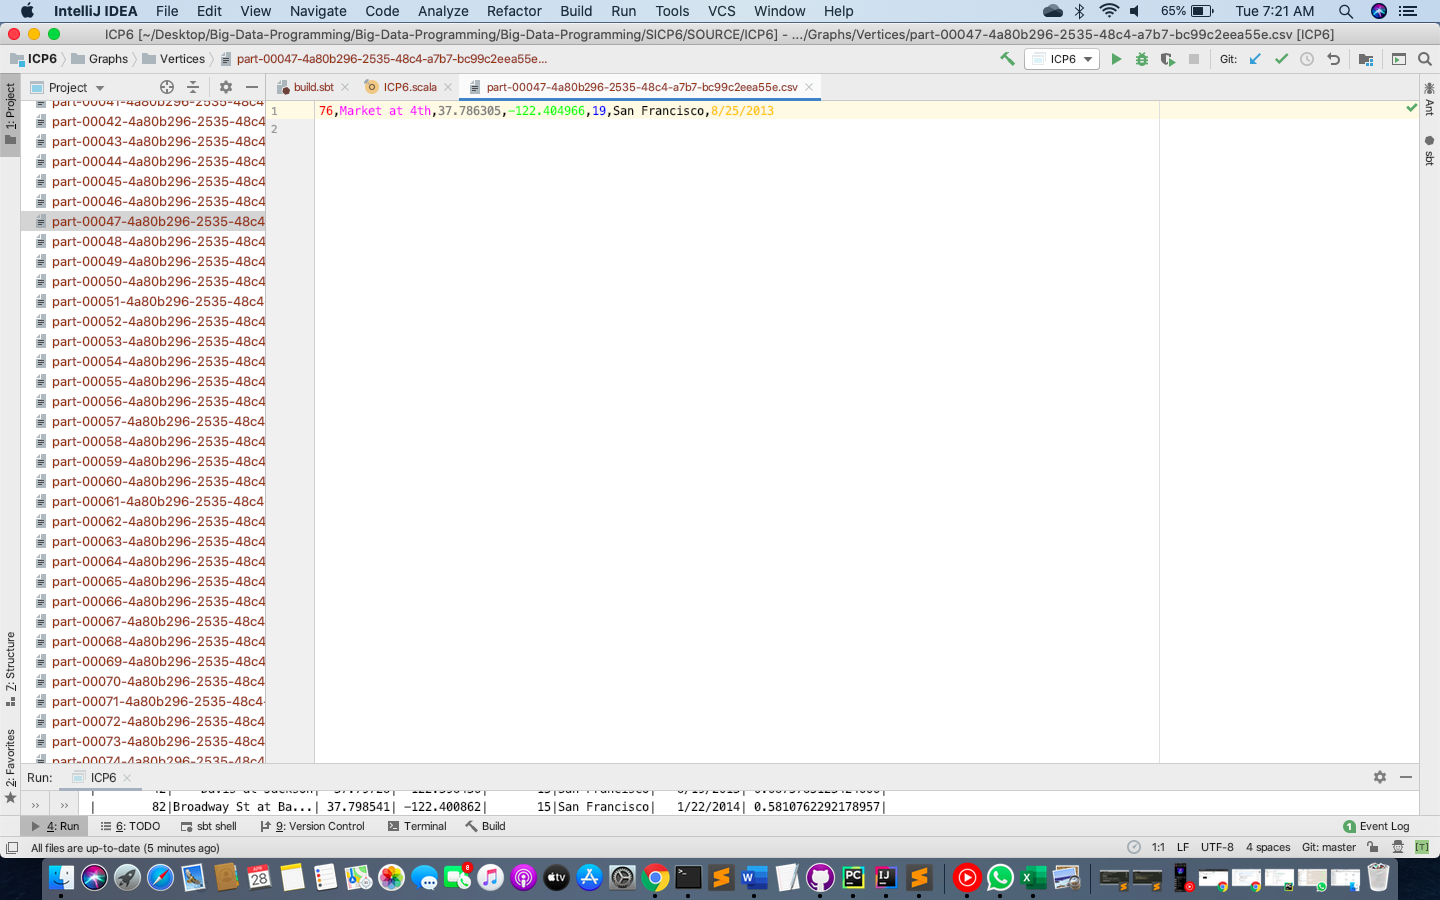 IntelliJ IDEA File Edit View Navigate Code Analyze Refactor Build Run Tools VCS Window Help 65% Tue 7:21 AM
ICP6 [~/Desktop/Big-Data-Programming/Big-Data-Programming/Big-Data-Programming/SICP6/SOURCE/ICP6] - .../Graphs/Vertices/part-00047-4a80b296-2535-48c4-a7b7-bc99c2eea55e.csv [ICP6]
ICP6 Graphs Vertices part-00047-4a80b296-2535-48c4-a7b7-bc99c2eea55e... ICP6 Git:
Project build.sbt ICP6.scala part-00047-4a80b296-2535-48c4-a7b7-bc99c2eea55e.csv
1: Project
Z: Structure
2: Favorites
Ant
sbt
1 76,Market at 4th,37.786305,-122.404966,19,San Francisco,8/25/2013
2
part-00041-4a80b296-2535-48c4
part-00042-4a80b296-2535-48c4
part-00043-4a80b296-2535-48c4
part-00044-4a80b296-2535-48c4
part-00045-4a80b296-2535-48c4
part-00046-4a80b296-2535-48c4
part-00047-4a80b296-2535-48c4
part-00048-4a80b296-2535-48c4
part-00049-4a80b296-2535-48c4
part-00050-4a80b296-2535-48c4
part-00051-4a80b296-2535-48c4
part-00052-4a80b296-2535-48c4
part-00053-4a80b296-2535-48c4
part-00054-4a80b296-2535-48c4
part-00055-4a80b296-2535-48c4
part-00056-4a80b296-2535-48c4
part-00057-4a80b296-2535-48c4
part-00058-4a80b296-2535-48c4
part-00059-4a80b296-2535-48c4
part-00060-4a80b296-2535-48c4
part-00061-4a80b296-2535-48c4
part-00062-4a80b296-2535-48c4
part-00063-4a80b296-2535-48c4
part-00064-4a80b296-2535-48c4
part-00065-4a80b296-2535-48c4
part-00066-4a80b296-2535-48c4
part-00067-4a80b296-2535-48c4
part-00068-4a80b296-2535-48c4
part-00069-4a80b296-2535-48c4
part-00070-4a80b296-2535-48c4
part-00071-4a80b296-2535-48c4-
part-00072-4a80b296-2535-48c4
part-00073-4a80b296-2535-48c4
part-00074-4a80b296-2535-48c4
Run: ICP6
| 82|Broadway St at Ba...| 37.798541| -122.400862| 15|San Francisco| 1/22/2014| 0.5810762292178957|
4: Run 6: TODO sbt shell 9: Version Control Terminal Build 1 Event Log
All files are up-to-date (5 minutes ago) 1:1 LF UTF-8 4 spaces Git: master [T]
APR 28 8 tv W PC IJ X